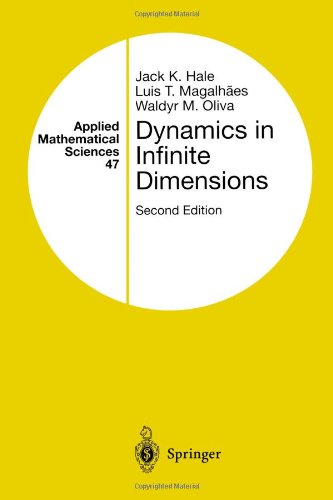 Jack K. Hale
Luis T. Magalhães
Waldyr M. Oliva
Applied
Mathematical
Sciences
47
Dynamics in
Infinite
Dimensions
Second Edition
Springer